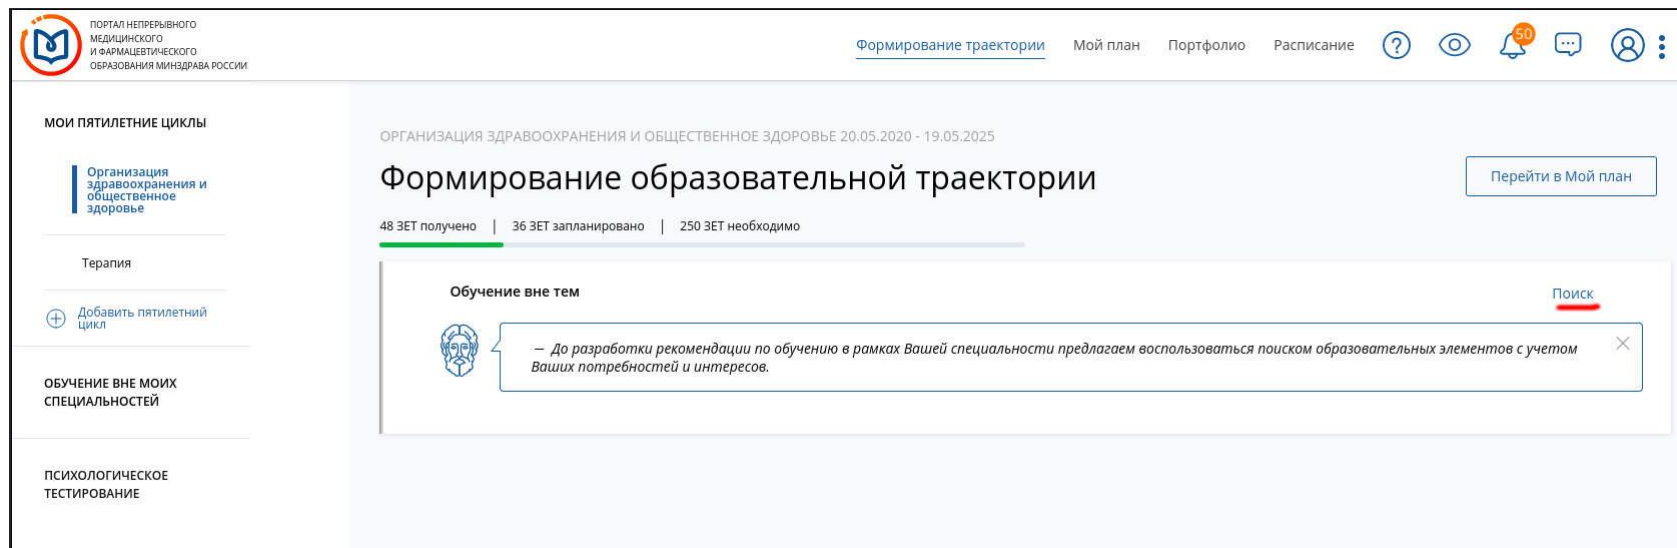 ПОРТАЛ НЕПРЕРЫВНОГО
МЕДИЦИНСКОГО
И ФАРМАЦЕВТИЧЕСКОГО
ОБРАЗОВАНИЯ МИНЗДРАВА РОССИИ
Формирование траектории Мой план Портфолио Расписание 50
МОИ ПЯТИЛЕТНИЕ ЦИКЛЫ
Организация
здравоохранения и
общественное
здоровье
Терапия
Добавить пятилетний
цикл
ОБУЧЕНИЕ ВНЕ МОИХ
СПЕЦИАЛЬНОСТЕЙ
ПСИХОЛОГИЧЕСКОЕ
ТЕСТИРОВАНИЕ
ОРГАНИЗАЦИЯ ЗДРАВООХРАНЕНИЯ И ОБЩЕСТВЕННОЕ ЗДОРОВЬЕ 20.05.2020 - 19.05.2025
Формирование образовательной траектории
Перейти в Мой план
48 ЗЕТ получено | 36 ЗЕТ запланировано | 250 ЗЕТ необходимо
Обучение вне тем
Поиск
— До разработки рекомендации по обучению в рамках Вашей специальности предлагаем воспользоваться поиском образовательных элементов с учетом
Ваших потребностей и интересов.